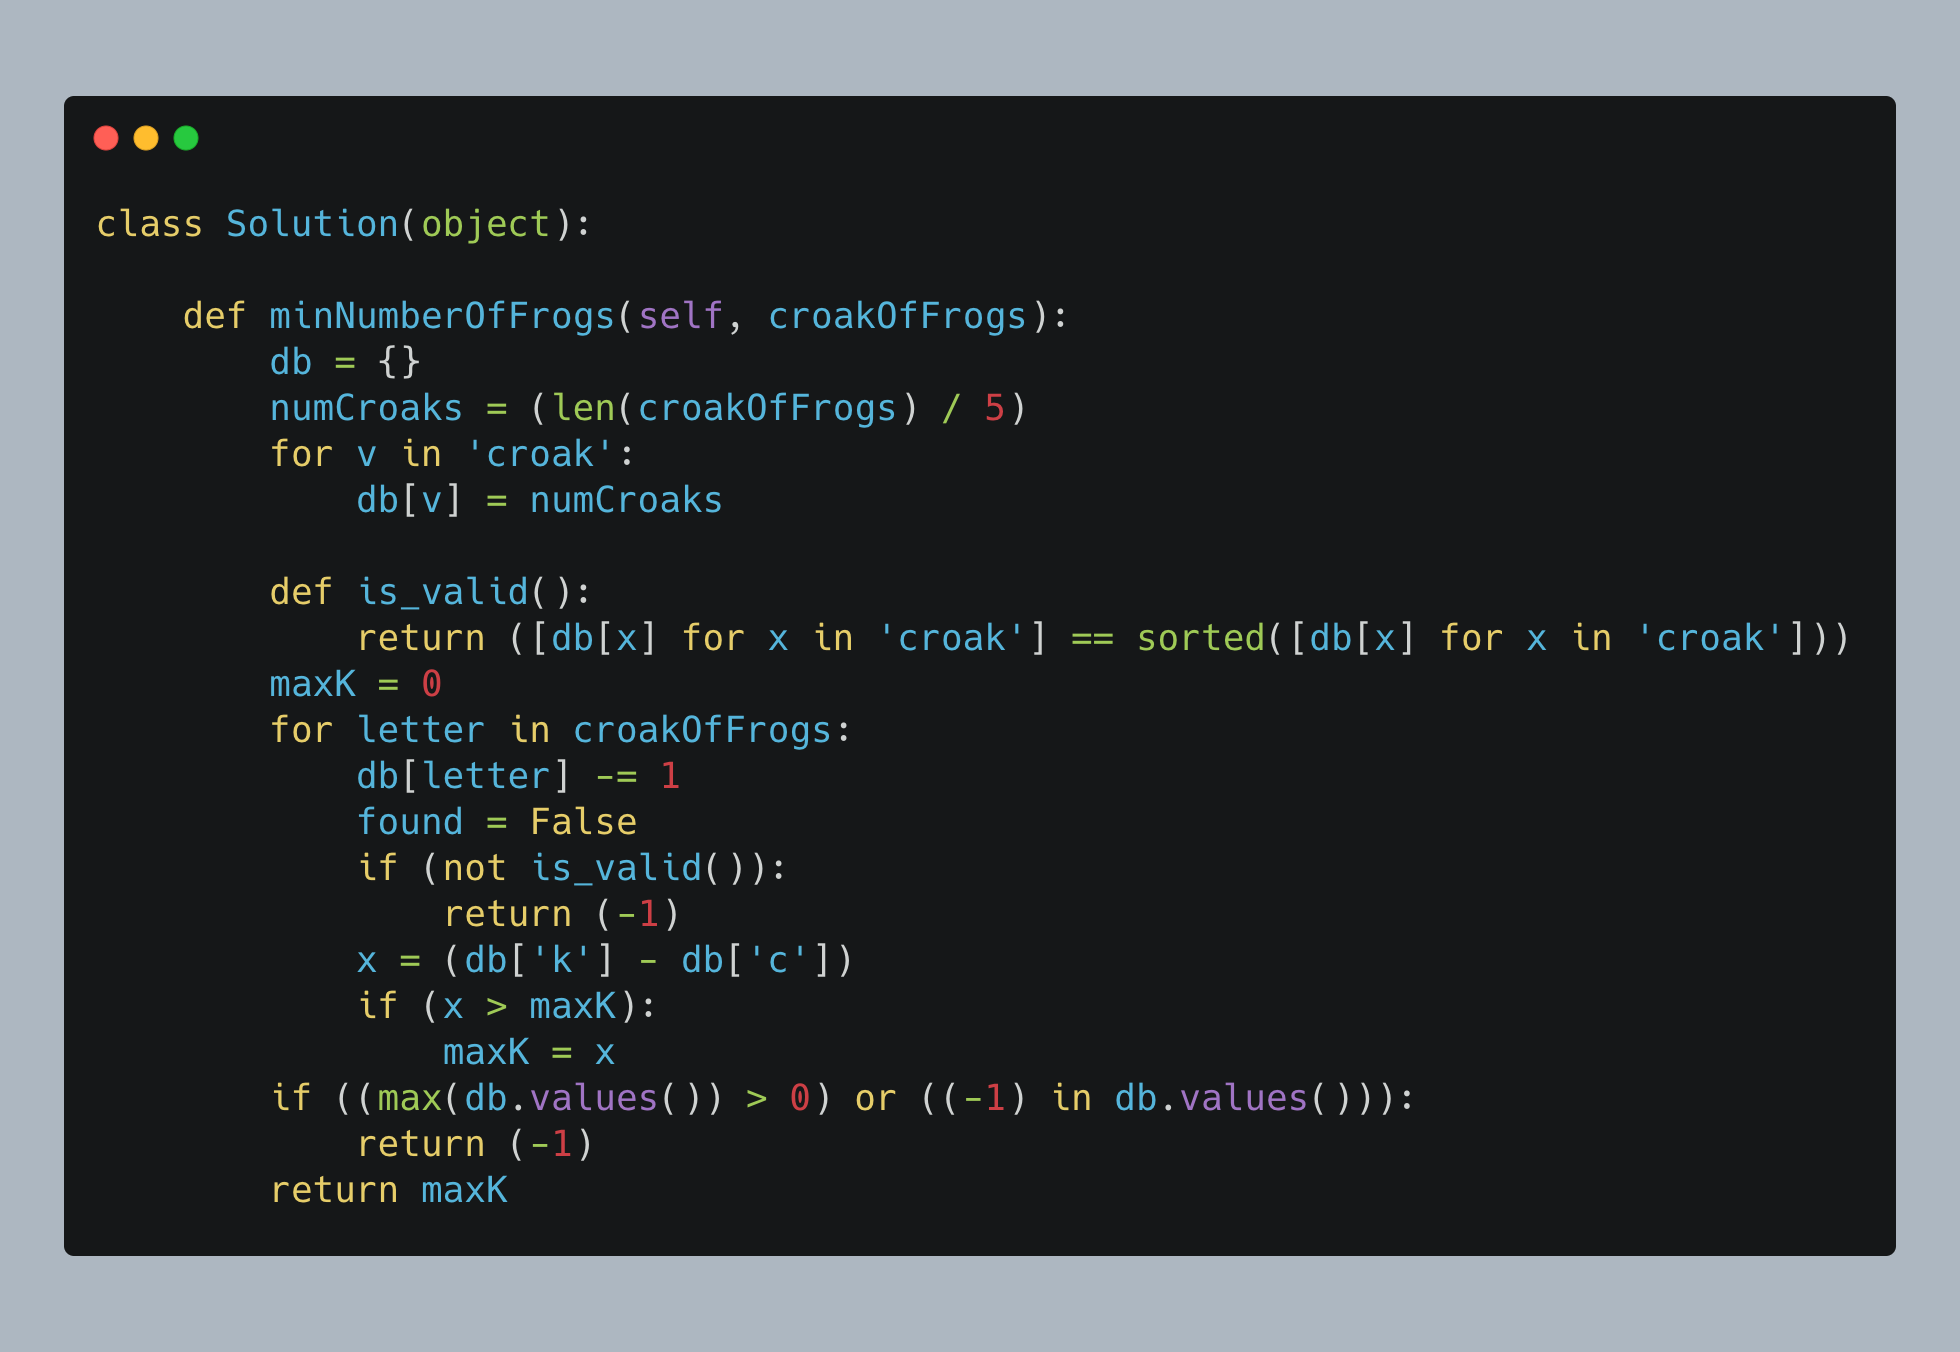 class Solution(object):

    def minNumberOfFrogs(self, croakOfFrogs):
        db = {}
        numCroaks = (len(croakOfFrogs) / 5)
        for v in 'croak':
            db[v] = numCroaks

        def is_valid():
            return ([db[x] for x in 'croak'] == sorted([db[x] for x in 'croak']))
        maxK = 0
        for letter in croakOfFrogs:
            db[letter] -= 1
            found = False
            if (not is_valid()):
                return (-1)
            x = (db['k'] - db['c'])
            if (x > maxK):
                maxK = x
        if ((max(db.values()) > 0) or ((-1) in db.values())):
            return (-1)
        return maxK